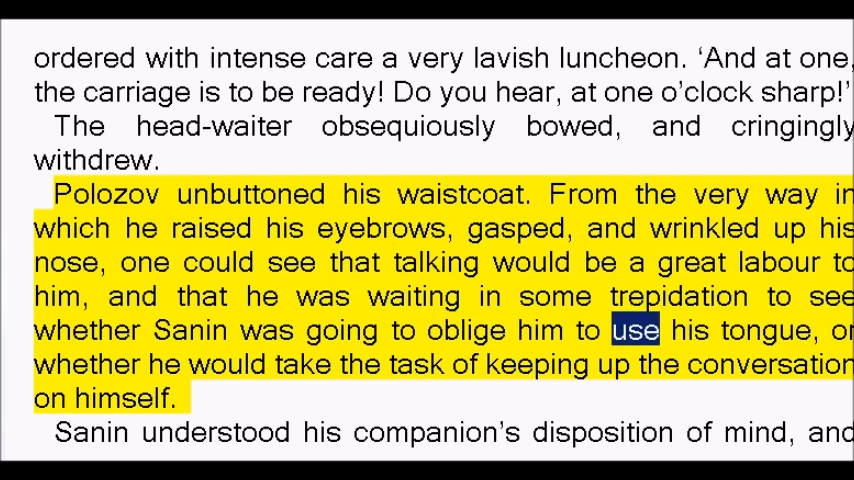 ordered with intense care a very lavish luncheon. ‘And at one,
the carriage is to be ready! Do you hear, at one o’clock sharp!’
The head-waiter obsequiously bowed, and cringingly
withdrew.
Polozov unbuttoned his waistcoat. From the very way in
which he raised his eyebrows, gasped, and wrinkled up his
nose, one could see that talking would be a great labour to
him, and that he was waiting in some trepidation to see
whether Sanin was going to oblige him to use his tongue, or
whether he would take the task of keeping up the conversation
on himself.
Sanin understood his companion’s disposition of mind, and